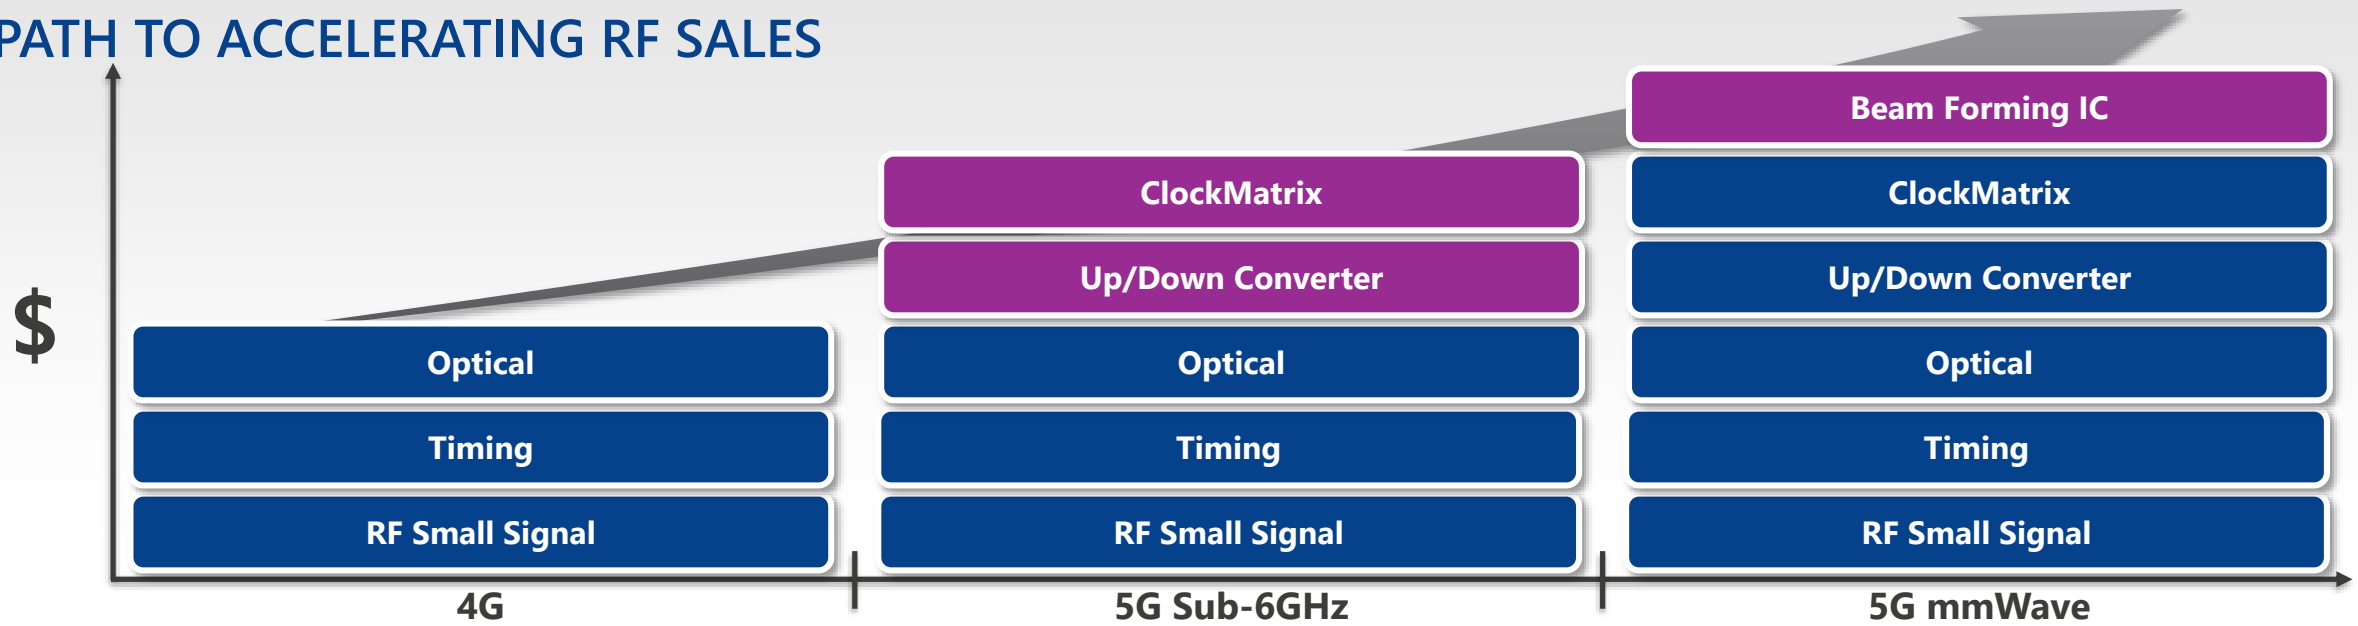 PATH TO ACCELERATING RF SALES
$
Optical
Timing
RF Small Signal
4G
ClockMatrix
Up/Down Converter
Optical
Timing
RF Small Signal
5G Sub-6GHz
Beam Forming IC
ClockMatrix
Up/Down Converter
Optical
Timing
RF Small Signal
5G mmWave